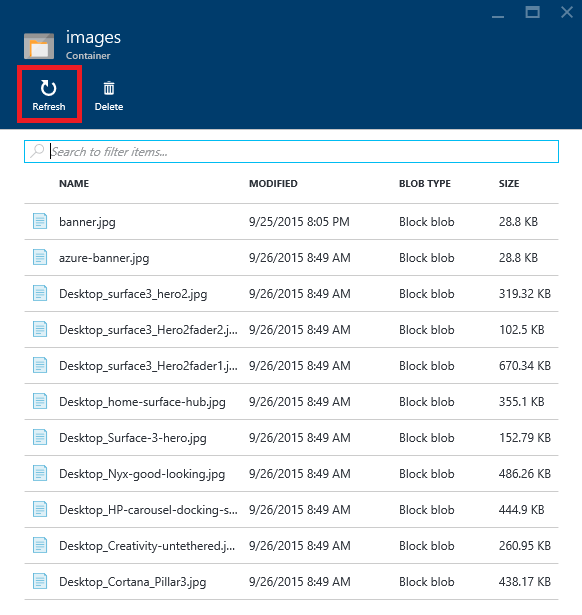 images
Container
Refresh Delete
Search to filter items...
NAME MODIFIED BLOB TYPE SIZE
banner.jpg 9/25/2015 8:05 PM Block blob 28.8 KB
azure-banner.jpg 9/26/2015 8:49 AM Block blob 28.8 KB
Desktop_surface3_hero2.jpg 9/26/2015 8:49 AM Block blob 319.32 KB
Desktop_surface3_Hero2fader2.j... 9/26/2015 8:49 AM Block blob 102.5 KB
Desktop_surface3_Hero2fader1.j... 9/26/2015 8:49 AM Block blob 670.34 KB
Desktop_home-surface-hub.jpg 9/26/2015 8:49 AM Block blob 355.1 KB
Desktop_Surface-3-hero.jpg 9/26/2015 8:49 AM Block blob 152.79 KB
Desktop_Nyx-good-looking.jpg 9/26/2015 8:49 AM Block blob 486.26 KB
Desktop_HP-carousel-docking-s... 9/26/2015 8:49 AM Block blob 444.9 KB
Desktop_Creativity-untethered.j... 9/26/2015 8:49 AM Block blob 260.95 KB
Desktop_Cortana_Pillar3.jpg 9/26/2015 8:49 AM Block blob 438.17 KB